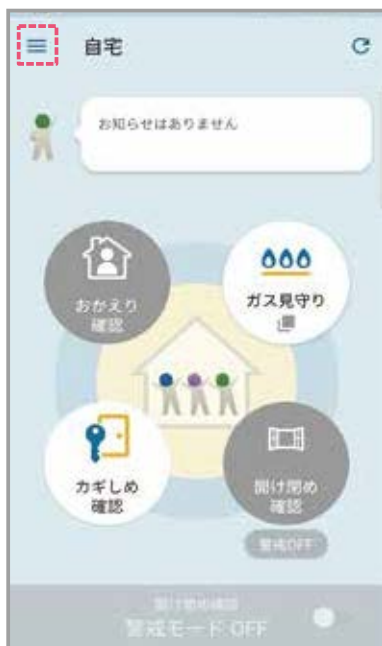 自宅
お知らせはありません
おかえり
確認
ガス見守り
カギしめ
確認
開け閉め
確認
警戒OFF
開け閉め確認
警戒モード OFF